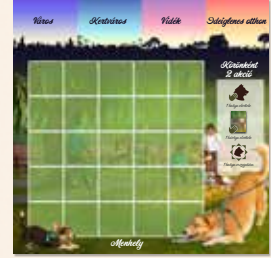 Város
Kertváros
Vidék
Ideiglenes otthon
Körönként
2 akció
Menhely